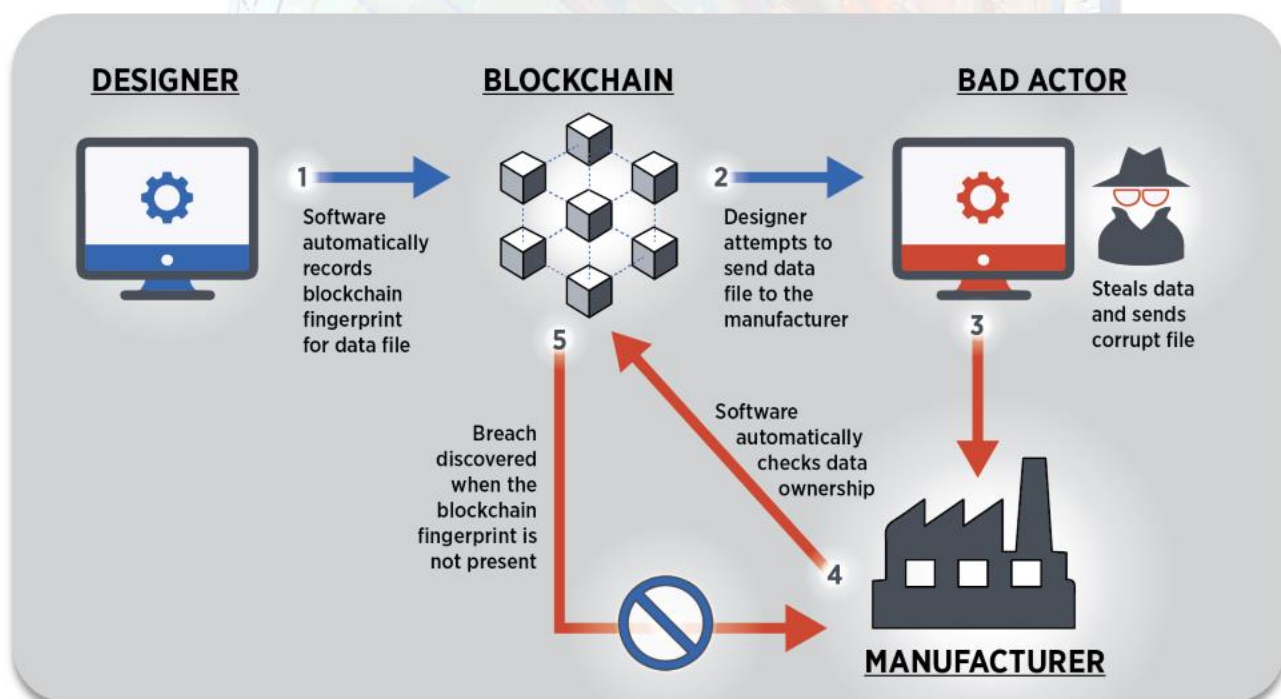 DESIGNER
BLOCKCHAIN
BAD ACTOR
1
Software
automatically
records
blockchain
fingerprint
for data file
2
Designer
attempts to
send data
file to the
manufacturer
Steals data
and sends
corrupt file
3
4
Software
automatically
checks data
ownership
5
Breach
discovered
when the
blockchain
fingerprint is
not present
MANUFACTURER